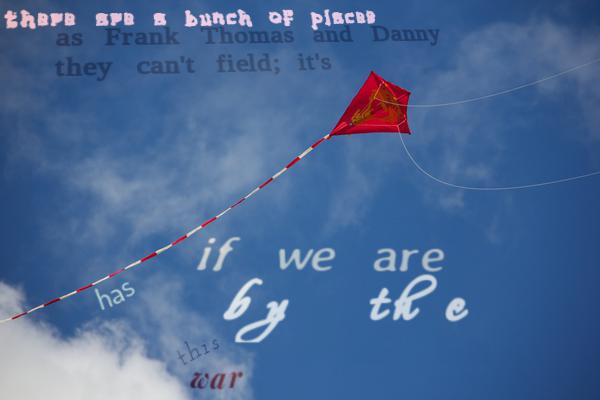 there are a bunch of places
as Frank Thomas and Danny
they can't field; it's
if we are
has
by the
this
war